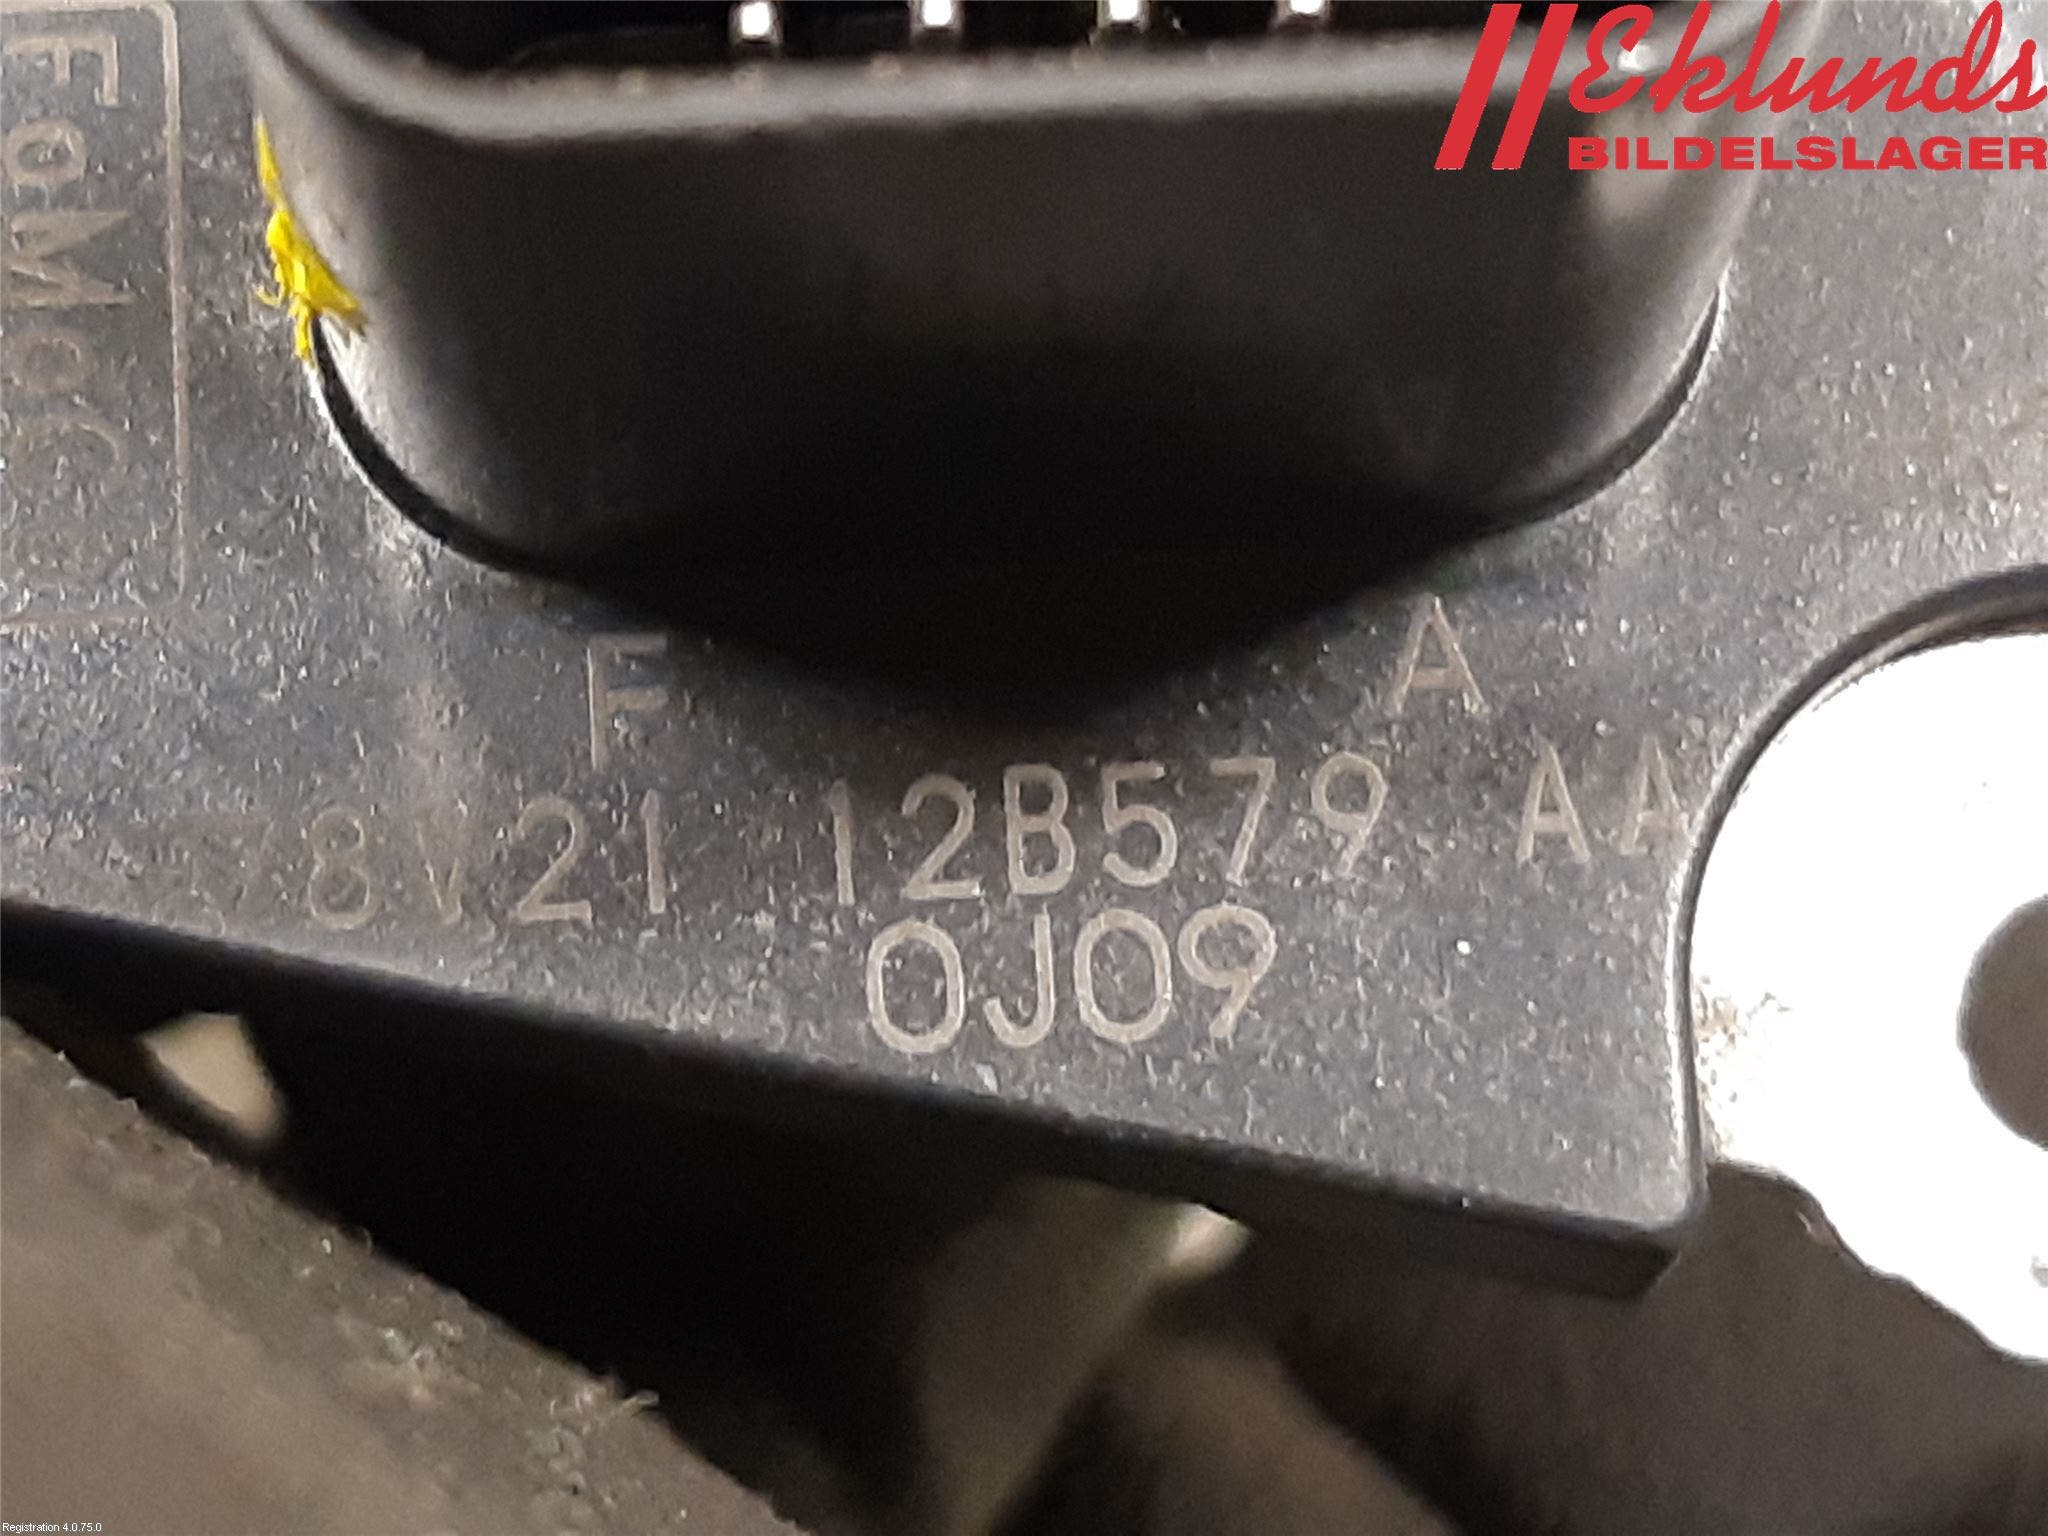 Eklunds
BILDELSLAGER
FoMoCo
F A
8V21 12B579 AA
0J09
Registration 4.0.75.0